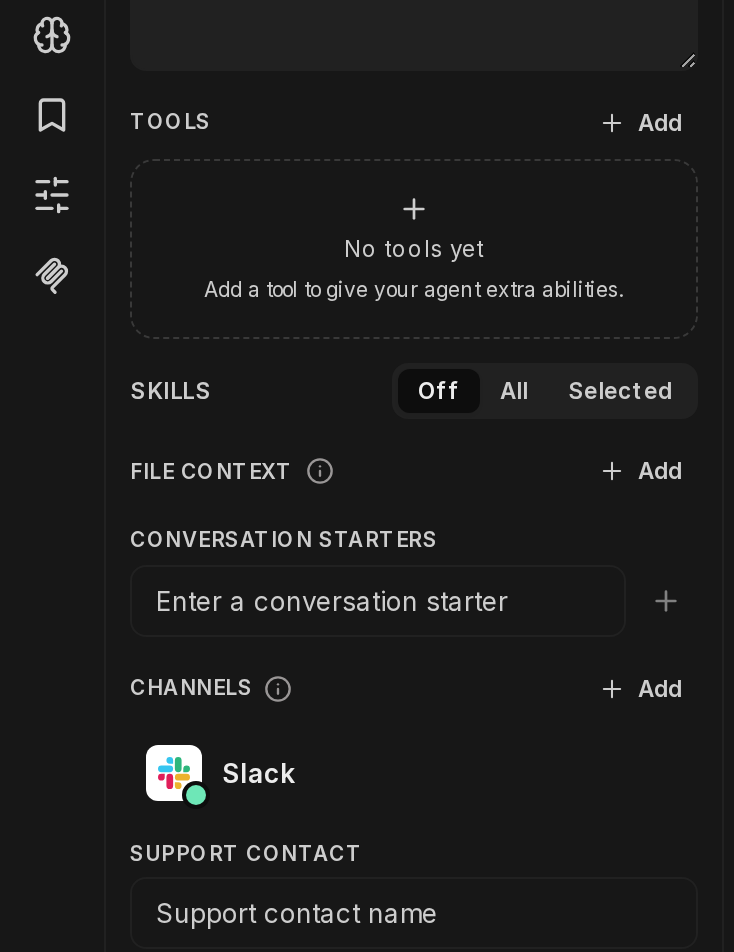 TOOLS
Add
No tools yet
Add a tool to give your agent extra abilities.
SKILLS
Off
All
Selected
FILE CONTEXT
Add
CONVERSATION STARTERS
Enter a conversation starter
CHANNELS
Add
Slack
SUPPORT CONTACT
Support contact name